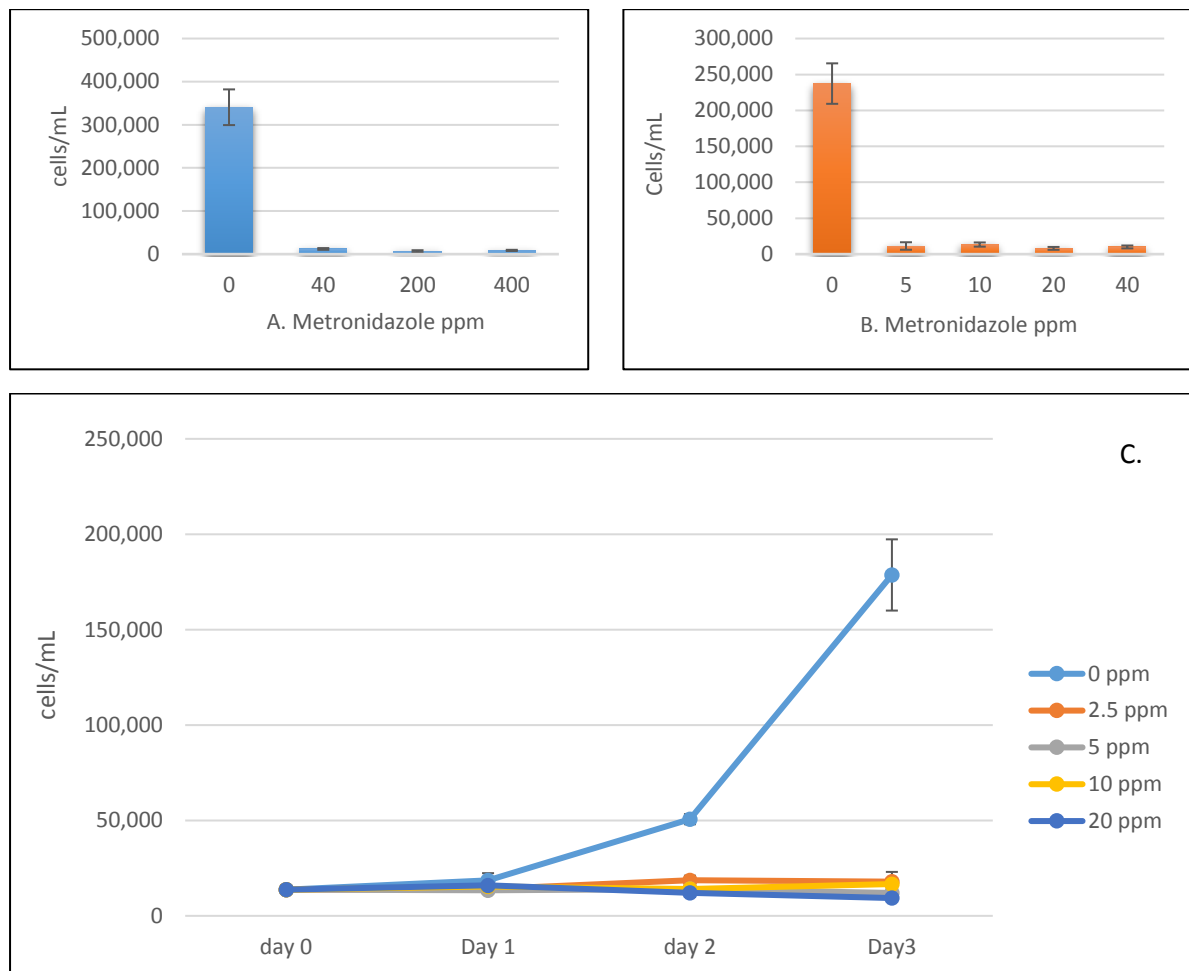 500,000
400,000
300,000
200,000
100,000
0
cells/mL
0 40 200 400
A. Metronidazole ppm
300,000
250,000
200,000
150,000
100,000
50,000
0
Cells/mL
0 5 10 20 40
B. Metronidazole ppm
250,000
200,000
150,000
100,000
50,000
0
cells/mL
C.
0 ppm
2.5 ppm
5 ppm
10 ppm
20 ppm
day 0 Day 1 day 2 Day3